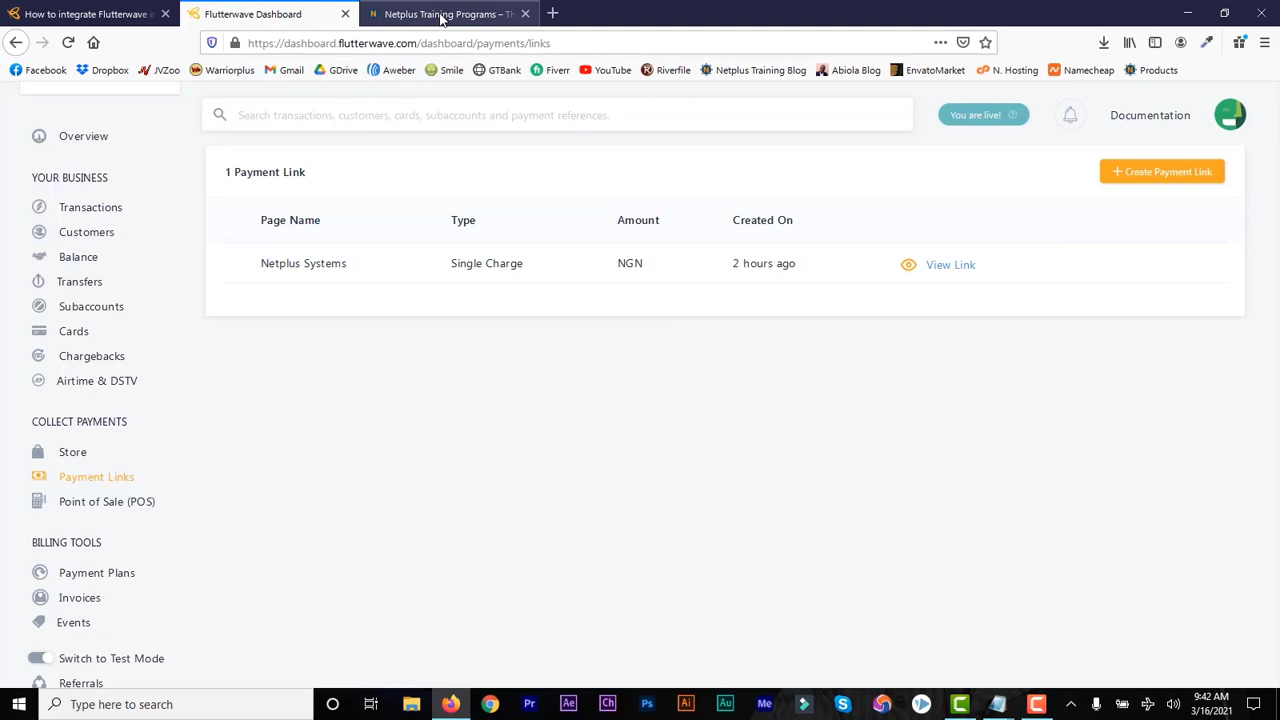 How to integrate Flutterwave i
Flutterwave Dashboard
Netplus Training Programs – Th
https://dashboard.flutterwave.com/dashboard/payments/links
Facebook
Dropbox
JVZoo
Warriorplus
Gmail
GDrive
Aweber
Smile
GTBank
Fiverr
YouTube
Riverfile
Netplus Training Blog
Abiola Blog
EnvatoMarket
N. Hosting
Namecheap
Products
Search transactions, customers, cards, subaccounts and payment references.
You are live!
Documentation
Overview
YOUR BUSINESS
Transactions
Customers
Balance
Transfers
Subaccounts
Cards
Chargebacks
Airtime & DSTV
COLLECT PAYMENTS
Store
Payment Links
Point of Sale (POS)
BILLING TOOLS
Payment Plans
Invoices
Events
Switch to Test Mode
Referrals
1 Payment Link
+ Create Payment Link
Page Name Type Amount Created On
Netplus Systems Single Charge NGN 2 hours ago View Link
Type here to search
9:42 AM
3/16/2021